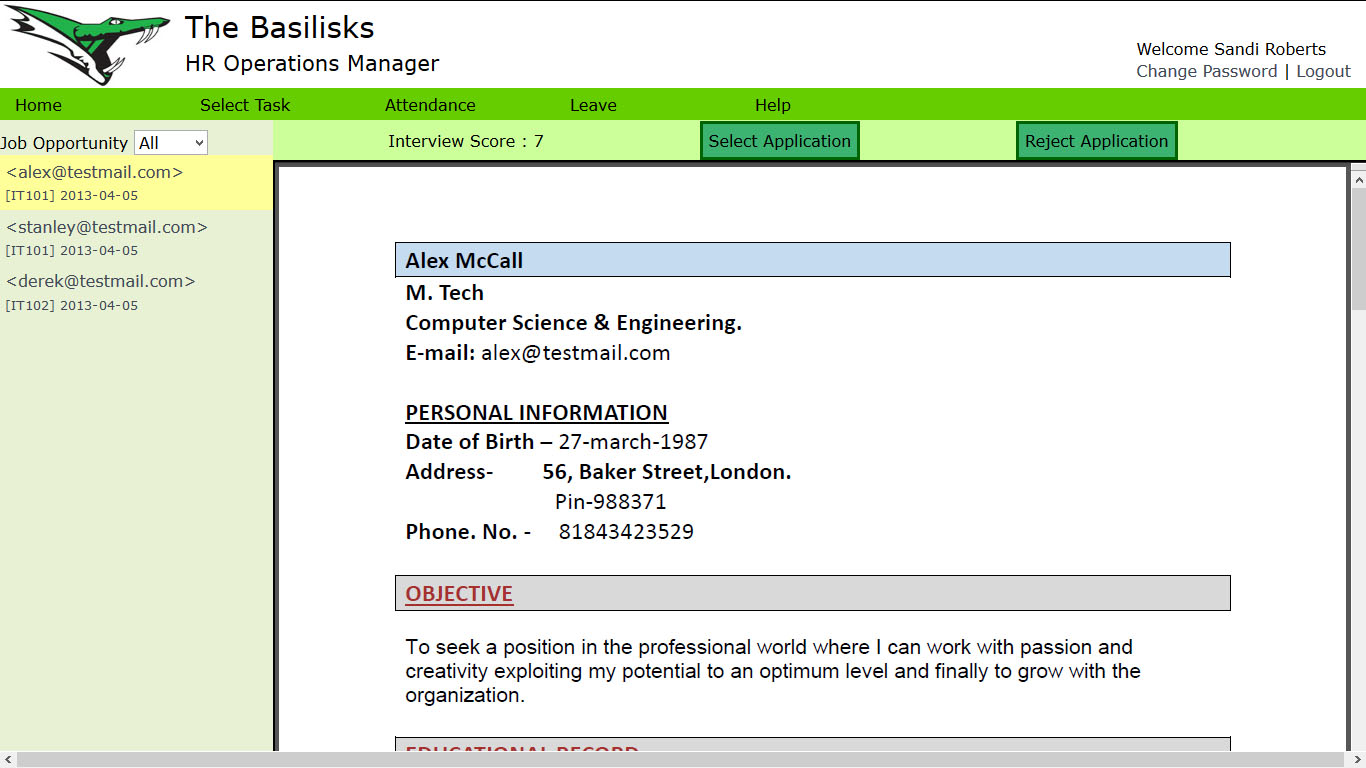 The Basilisks
HR Operations Manager
Welcome Sandi Roberts
Change Password | Logout
Home Select Task Attendance Leave Help
Job Opportunity All
Interview Score : 7 Select Application Reject Application
<alex@testmail.com>
[IT101] 2013-04-05
<stanley@testmail.com>
[IT101] 2013-04-05
<derek@testmail.com>
[IT102] 2013-04-05
Alex McCall
M. Tech
Computer Science & Engineering.
E-mail: alex@testmail.com
PERSONAL INFORMATION
Date of Birth – 27-march-1987
Address- 56, Baker Street,London.
Pin-988371
Phone. No. - 81843423529
OBJECTIVE
To seek a position in the professional world where I can work with passion and
creativity exploiting my potential to an optimum level and finally to grow with the
organization.
EDUCATIONAL RECORD